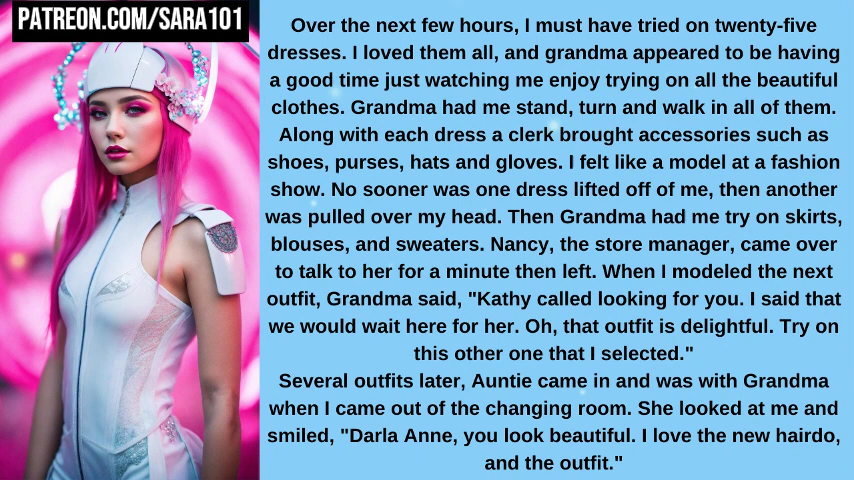 PATREON.COM/SARA101
Over the next few hours, I must have tried on twenty-five
dresses. I loved them all, and grandma appeared to be having
a good time just watching me enjoy trying on all the beautiful
clothes. Grandma had me stand, turn and walk in all of them.
Along with each dress a clerk brought accessories such as
shoes, purses, hats and gloves. I felt like a model at a fashion
show. No sooner was one dress lifted off of me, then another
was pulled over my head. Then Grandma had me try on skirts,
blouses, and sweaters. Nancy, the store manager, came over
to talk to her for a minute then left. When I modeled the next
outfit, Grandma said, "Kathy called looking for you. I said that
we would wait here for her. Oh, that outfit is delightful. Try on
this other one that I selected."
Several outfits later, Auntie came in and was with Grandma
when I came out of the changing room. She looked at me and
smiled, "Darla Anne, you look beautiful. I love the new hairdo,
and the outfit."